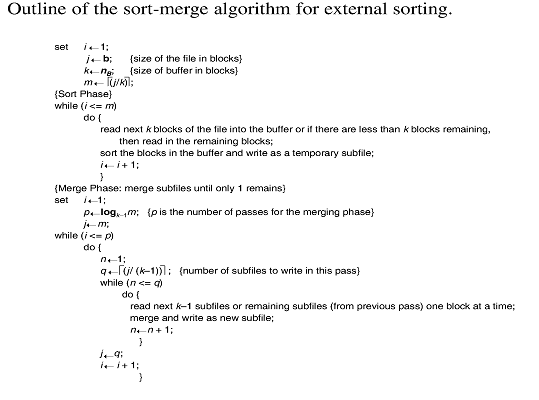 Outline of the sort-merge algorithm for external sorting.
set i ← 1;
j ← b; {size of the file in blocks}
k ← n_B; {size of buffer in blocks}
m ← ⌈(j/k)⌉;
{Sort Phase}
while (i <= m)
do {
read next k blocks of the file into the buffer or if there are less than k blocks remaining,
then read in the remaining blocks;
sort the blocks in the buffer and write as a temporary subfile;
i ← i + 1;
}
{Merge Phase: merge subfiles until only 1 remains}
set i ← 1;
p ← log_{k–1}m; {p is the number of passes for the merging phase}
j ← m;
while (i <= p)
do {
n ← 1;
q ← ⌈(j/ (k–1))⌉ ; {number of subfiles to write in this pass}
while (n <= q)
do {
read next k–1 subfiles or remaining subfiles (from previous pass) one block at a time;
merge and write as new subfile;
n ← n + 1;
}
j ← q;
i ← i + 1;
}